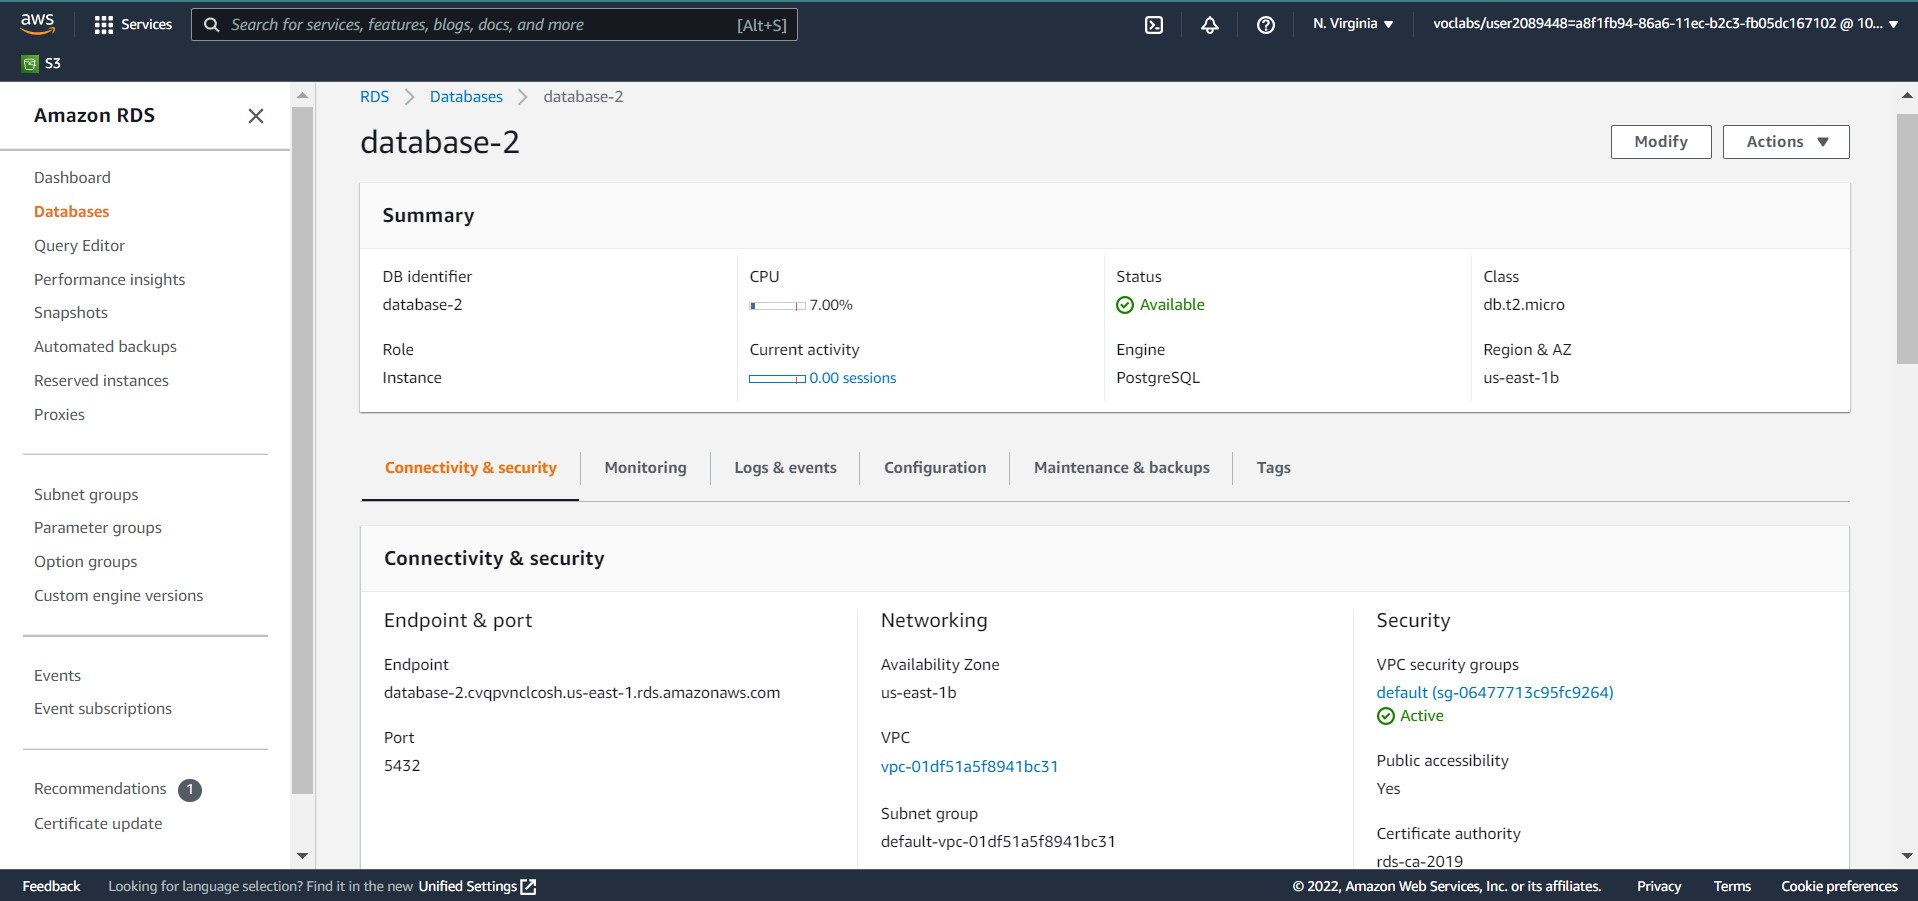 aws
Services
Search for services, features, blogs, docs, and more
[Alt+S]
N. Virginia
voclabs/user2089448=a8f1fb94-86a6-11ec-b2c3-fb05dc167102 @ 10...
S3
Amazon RDS
Dashboard
Databases
Query Editor
Performance insights
Snapshots
Automated backups
Reserved instances
Proxies
Subnet groups
Parameter groups
Option groups
Custom engine versions
Events
Event subscriptions
Recommendations 1
Certificate update
RDS
Databases
database-2
database-2
Modify
Actions
Summary
DB identifier
database-2
CPU
7.00%
Status
Available
Class
db.t2.micro
Role
Instance
Current activity
0.00 sessions
Engine
PostgreSQL
Region & AZ
us-east-1b
Connectivity & security
Monitoring
Logs & events
Configuration
Maintenance & backups
Tags
Connectivity & security
Endpoint & port
Endpoint
database-2.cvqpvnclcosh.us-east-1.rds.amazonaws.com
Port
5432
Networking
Availability Zone
us-east-1b
VPC
vpc-01df51a5f8941bc31
Subnet group
default-vpc-01df51a5f8941bc31
Security
VPC security groups
default (sg-06477713c95fc9264)
Active
Public accessibility
Yes
Certificate authority
rds-ca-2019
Feedback
Looking for language selection? Find it in the new Unified Settings
© 2022, Amazon Web Services, Inc. or its affiliates.
Privacy
Terms
Cookie preferences